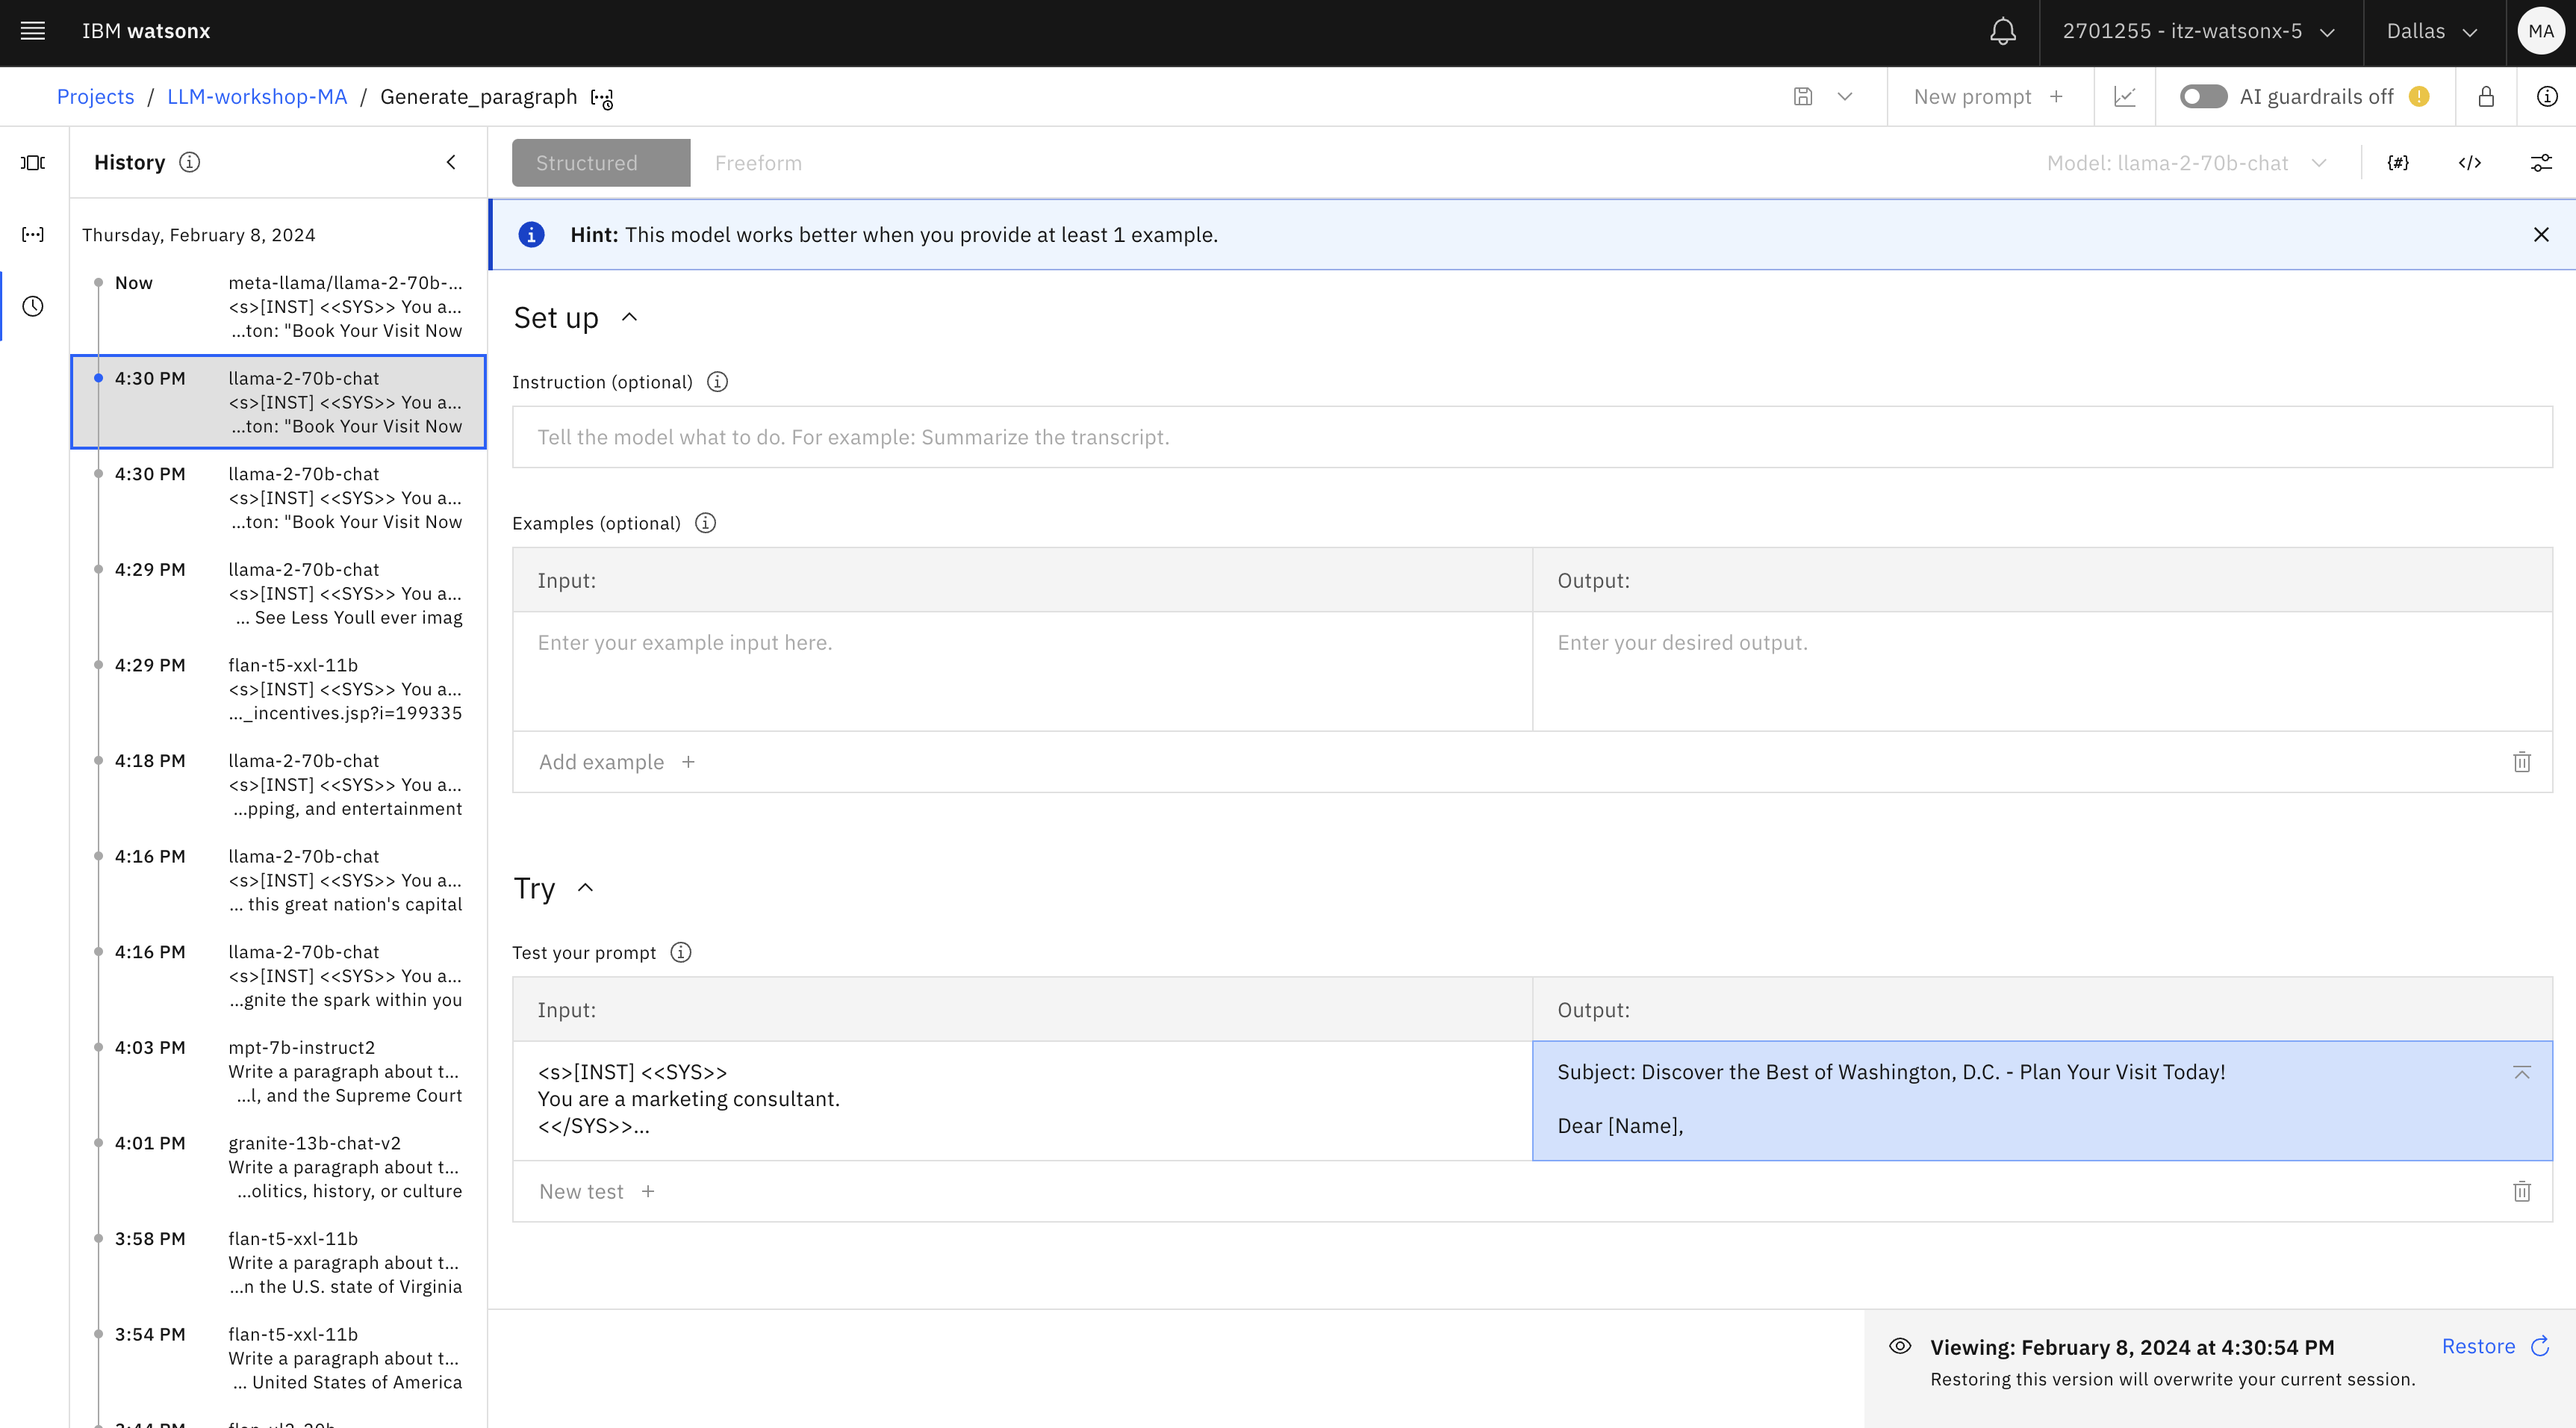 IBM watsonx
2701255 - itz-watsonx-5
Dallas
MA
Projects / LLM-workshop-MA / Generate_paragraph
New prompt +
AI guardrails off
History
Structured
Freeform
Model: llama-2-70b-chat
{#}
</>
Thursday, February 8, 2024
Now
meta-llama/llama-2-70b-...
<s>[INST] <<SYS>> You a...
...ton: "Book Your Visit Now
4:30 PM
llama-2-70b-chat
<s>[INST] <<SYS>> You a...
...ton: "Book Your Visit Now
4:30 PM
llama-2-70b-chat
<s>[INST] <<SYS>> You a...
...ton: "Book Your Visit Now
4:29 PM
llama-2-70b-chat
<s>[INST] <<SYS>> You a...
... See Less Youll ever imag
4:29 PM
flan-t5-xxl-11b
<s>[INST] <<SYS>> You a...
..._incentives.jsp?i=199335
4:18 PM
llama-2-70b-chat
<s>[INST] <<SYS>> You a...
...pping, and entertainment
4:16 PM
llama-2-70b-chat
<s>[INST] <<SYS>> You a...
... this great nation's capital
4:16 PM
llama-2-70b-chat
<s>[INST] <<SYS>> You a...
...gnite the spark within you
4:03 PM
mpt-7b-instruct2
Write a paragraph about t...
...l, and the Supreme Court
4:01 PM
granite-13b-chat-v2
Write a paragraph about t...
...olitics, history, or culture
3:58 PM
flan-t5-xxl-11b
Write a paragraph about t...
...n the U.S. state of Virginia
3:54 PM
flan-t5-xxl-11b
Write a paragraph about t...
... United States of America
Hint: This model works better when you provide at least 1 example.
Set up
Instruction (optional)
Tell the model what to do. For example: Summarize the transcript.
Examples (optional)
Input:
Output:
Enter your example input here.
Enter your desired output.
Add example +
Try
Test your prompt
Input:
Output:
<s>[INST] <<SYS>>
You are a marketing consultant.
<</SYS>>...
Subject: Discover the Best of Washington, D.C. - Plan Your Visit Today!
Dear [Name],
New test +
Viewing: February 8, 2024 at 4:30:54 PM
Restore
Restoring this version will overwrite your current session.